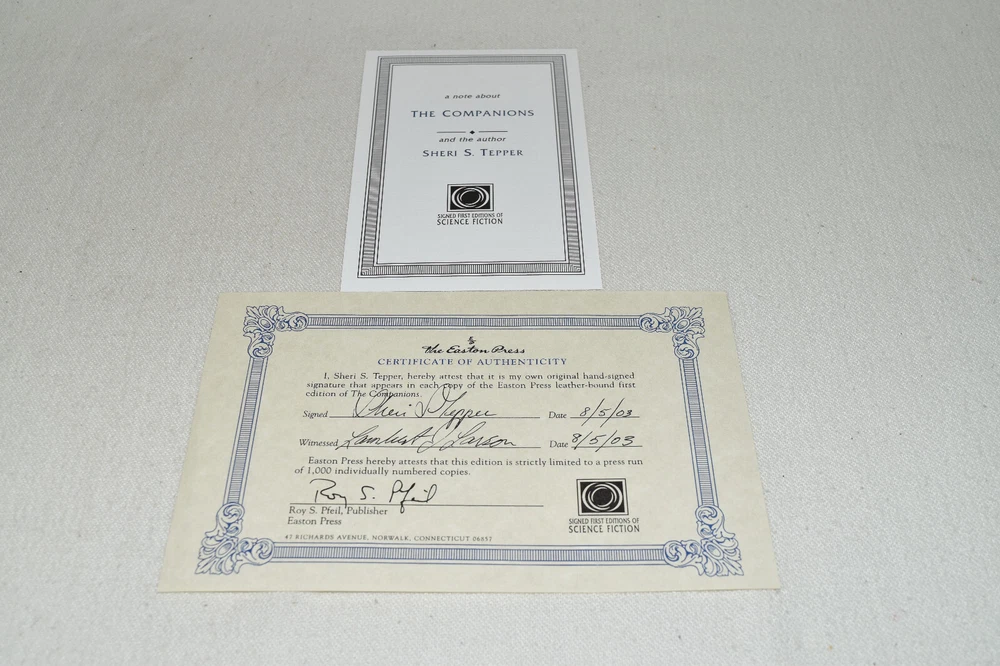 a note about
THE COMPANIONS
and the author
SHERI S. TEPPER
SIGNED FIRST EDITIONS OF
SCIENCE FICTION
The Easton Press
CERTIFICATE OF AUTHENTICITY
I, Sheri S. Tepper, hereby attest that it is my own original hand-signed
signature that appears in each copy of the Easton Press leather-bound first
edition of The Companions.
Signed Sheri S Tepper Date 8/5/03
Witnessed Lambert J Larson Date 8/5/03
Easton Press hereby attests that this edition is strictly limited to a press run
of 1,000 individually numbered copies.
Roy S. Pfeil
Roy S. Pfeil, Publisher
Easton Press
SIGNED FIRST EDITIONS OF
SCIENCE FICTION
47 RICHARDS AVENUE, NORWALK, CONNECTICUT 06857